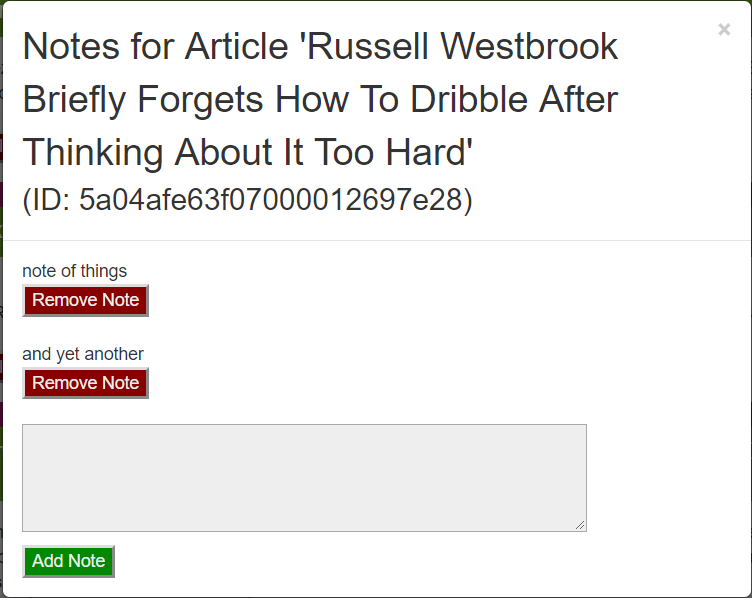 ×
Notes for Article 'Russell Westbrook
Briefly Forgets How To Dribble After
Thinking About It Too Hard'
(ID: 5a04afe63f07000012697e28)
note of things
Remove Note
and yet another
Remove Note
Add Note